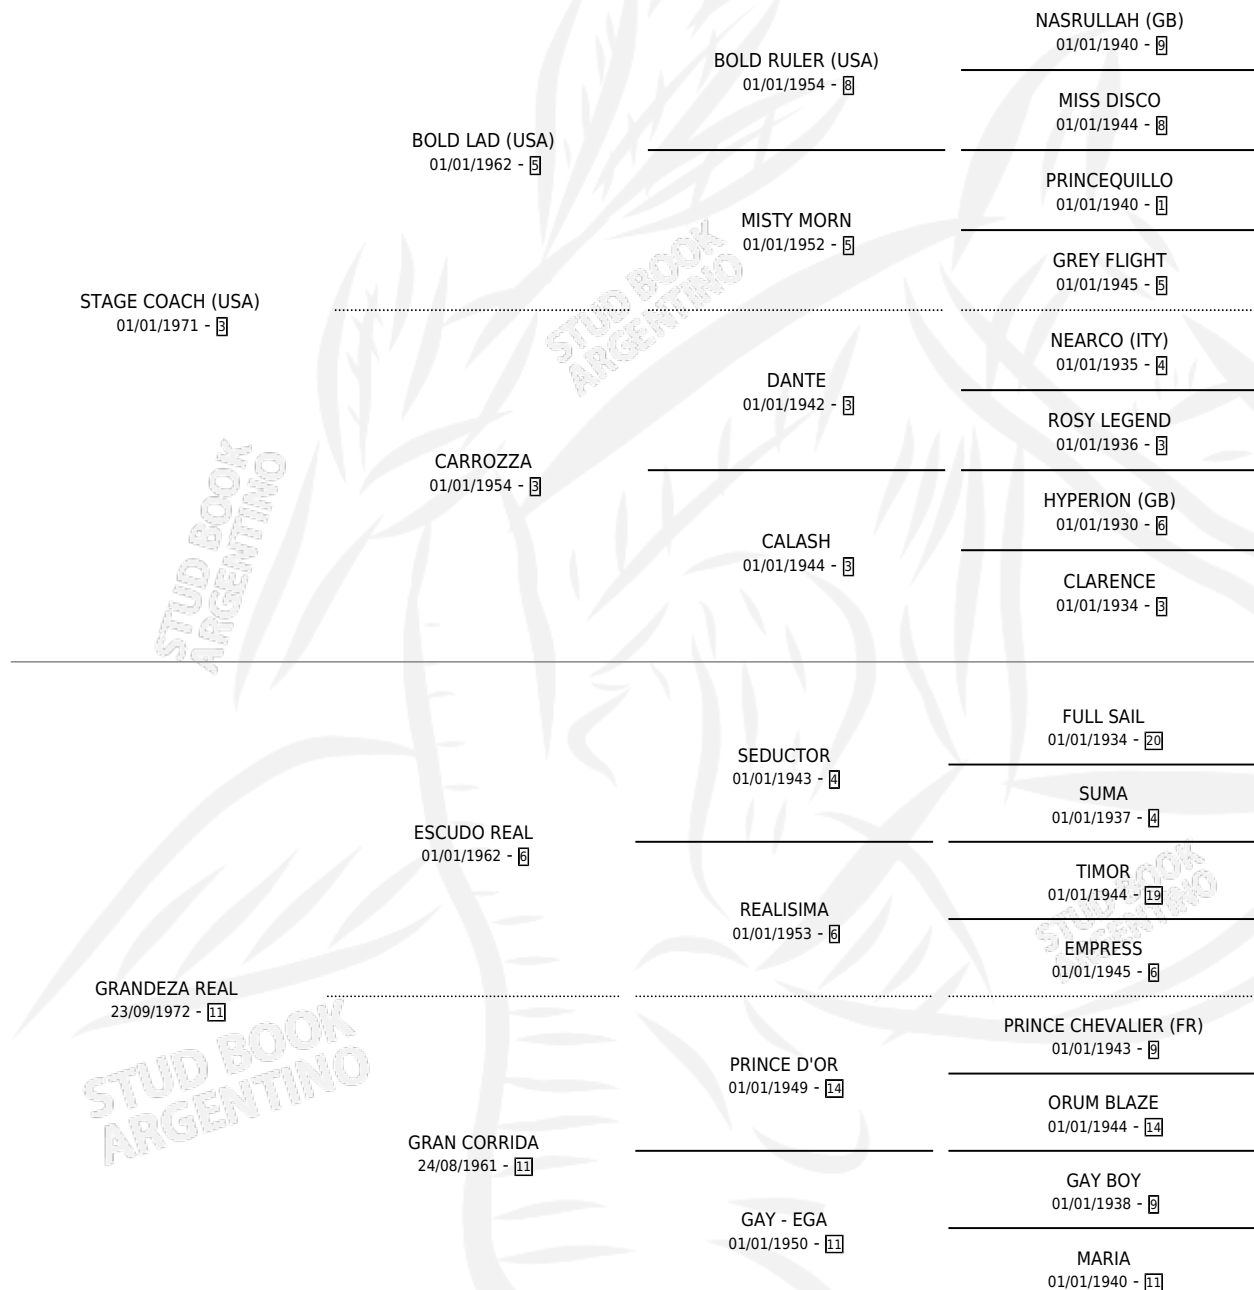 NASRULLAH (GB)
01/01/1940 - 9
BOLD RULER (USA)
01/01/1954 - 8
MISS DISCO
01/01/1944 - 8
BOLD LAD (USA)
01/01/1962 - 5
PRINCEQUILLO
01/01/1940 - 1
MISTY MORN
01/01/1952 - 5
GREY FLIGHT
01/01/1945 - 5
STAGE COACH (USA)
01/01/1971 - 3
NEARCO (ITY)
01/01/1935 - 4
DANTE
01/01/1942 - 3
ROSY LEGEND
01/01/1936 - 3
CARROZZA
01/01/1954 - 3
HYPERION (GB)
01/01/1930 - 6
CALASH
01/01/1944 - 3
CLARENCE
01/01/1934 - 3
FULL SAIL
01/01/1934 - 20
SEDUCTOR
01/01/1943 - 4
SUMA
01/01/1937 - 4
ESCUDO REAL
01/01/1962 - 6
TIMOR
01/01/1944 - 19
REALISIMA
01/01/1953 - 6
EMPRESS
01/01/1945 - 6
GRANDEZA REAL
23/09/1972 - 11
PRINCE CHEVALIER (FR)
01/01/1943 - 9
PRINCE D'OR
01/01/1949 - 14
ORUM BLAZE
01/01/1944 - 14
GRAN CORRIDA
24/08/1961 - 11
GAY BOY
01/01/1938 - 9
GAY - EGA
01/01/1950 - 11
MARIA
01/01/1940 - 11
STUD BOOK
ARGENTINO
STUD BOOK
ARGENTINO
STUD BOOK
ARGENTINO
STUD BOOK
ARGENTINO